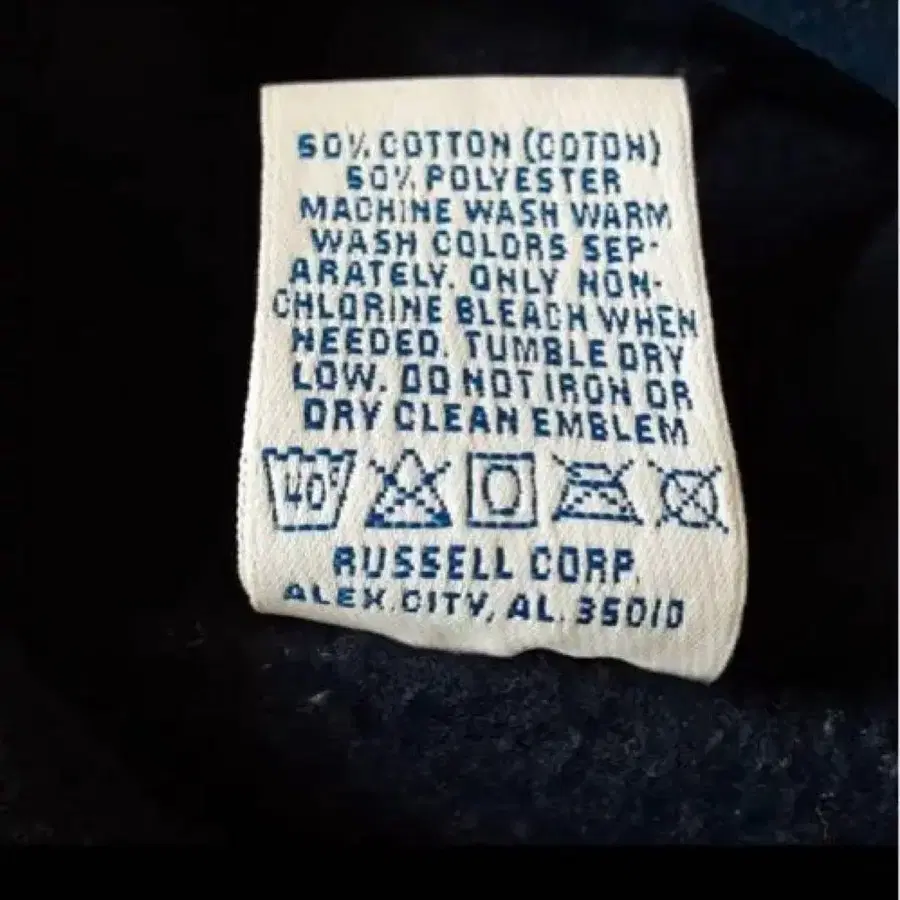 50% COTTON (COTON)
50% POLYESTER
MACHINE WASH WARM
WASH COLORS SEP-
ARATELY. ONLY NON-
CHLORINE BLEACH WHEN
NEEDED. TUMBLE DRY
LOW. DO NOT IRON OR
DRY CLEAN EMBLEM
40°
RUSSELL CORP.
ALEX. CITY, AL. 35010